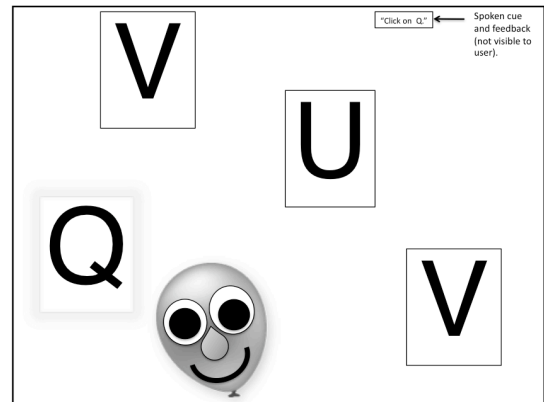 V
"Click on Q."
Spoken cue
and feedback
(not visible to
user).
U
Q
V